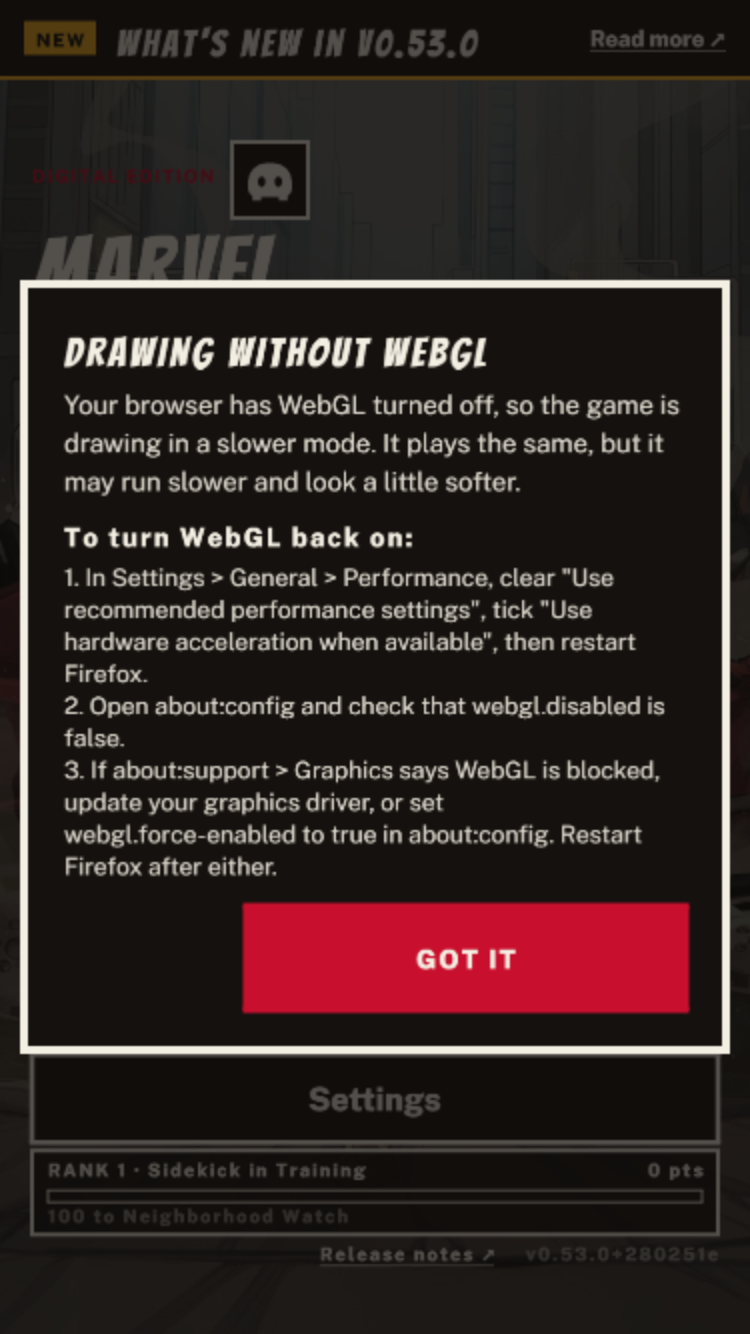 NEW WHAT'S NEW IN V0.53.0 Read more ↗
DIGITAL EDITION
MARVEL
DRAWING WITHOUT WEBGL
Your browser has WebGL turned off, so the game is
drawing in a slower mode. It plays the same, but it
may run slower and look a little softer.
To turn WebGL back on:
1. In Settings > General > Performance, clear "Use
recommended performance settings", tick "Use
hardware acceleration when available", then restart
Firefox.
2. Open about:config and check that webgl.disabled is
false.
3. If about:support > Graphics says WebGL is blocked,
update your graphics driver, or set
webgl.force-enabled to true in about:config. Restart
Firefox after either.
GOT IT
Settings
RANK 1 · Sidekick in Training 0 pts
100 to Neighborhood Watch
Release notes ↗ v0.53.0+280251e